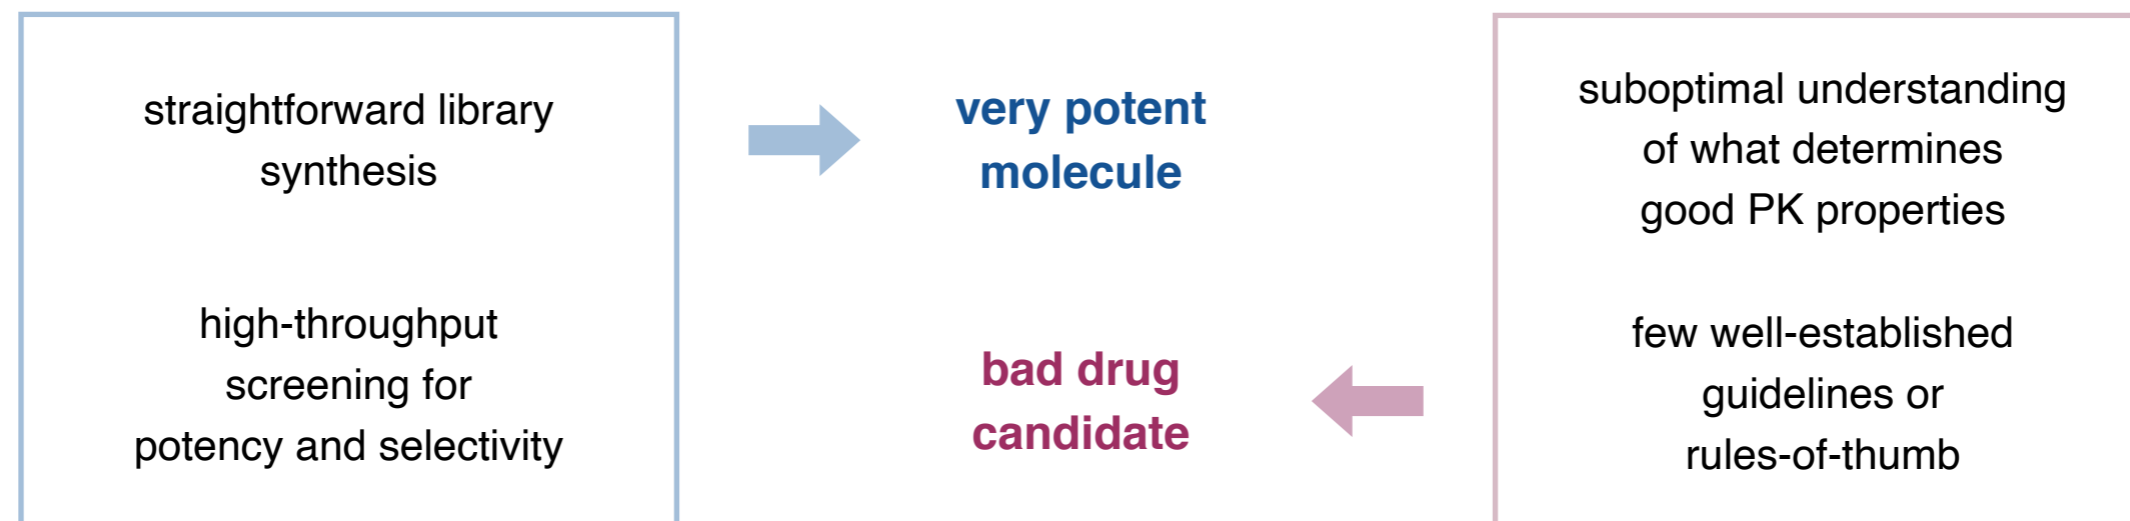 straightforward library
synthesis
high-throughput
screening for
potency and selectivity
very potent
molecule
bad drug
candidate
suboptimal understanding
of what determines
good PK properties
few well-established
guidelines or
rules-of-thumb